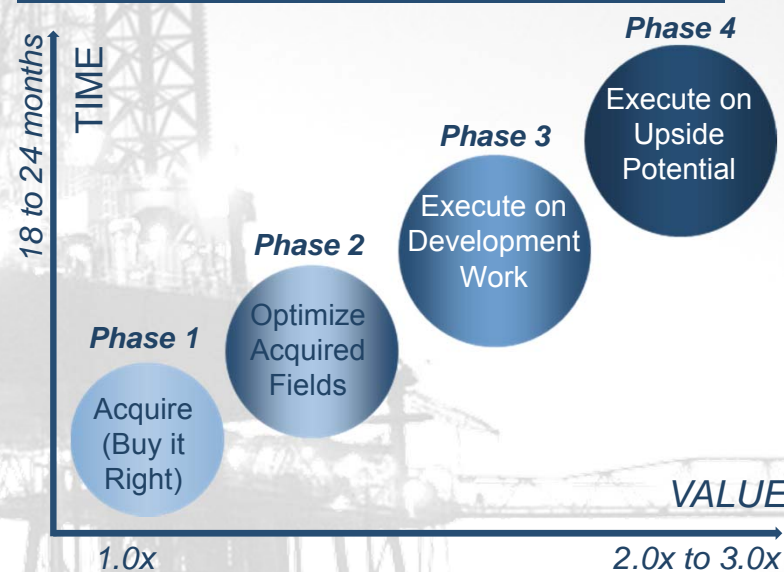 Phase 4
18 to 24 months
TIME
Execute on
Upside
Potential
Phase 3
Execute on
Development
Work
Phase 2
Optimize
Acquired
Fields
Phase 1
Acquire
(Buy it
Right)
VALUE
1.0x
2.0x to 3.0x